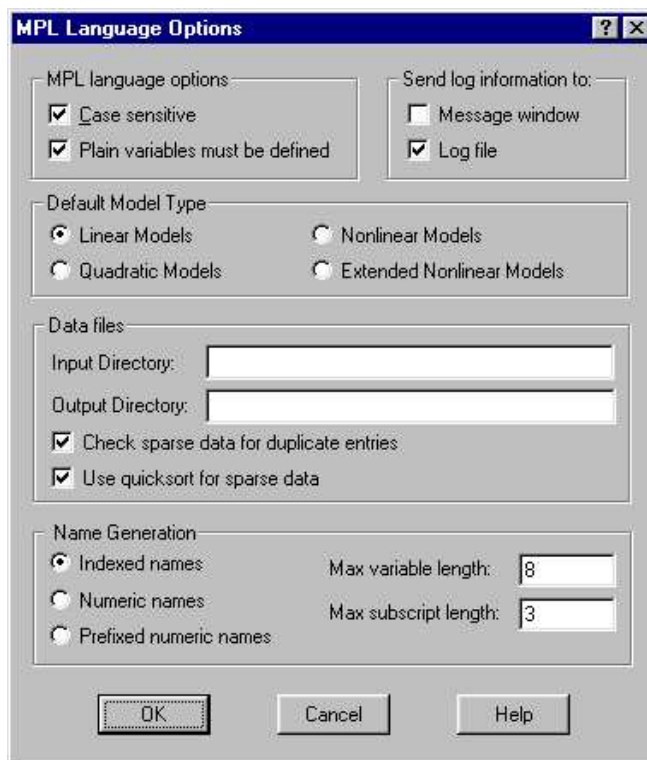 MPL Language Options
MPL language options
Case sensitive
Plain variables must be defined
Send log information to:
Message window
Log file
Default Model Type
Linear Models
Nonlinear Models
Quadratic Models
Extended Nonlinear Models
Data files
Input Directory:
Output Directory:
Check sparse data for duplicate entries
Use quicksort for sparse data
Name Generation
Indexed names
Numeric names
Prefixed numeric names
Max variable length: 8
Max subscript length: 3
OK Cancel Help